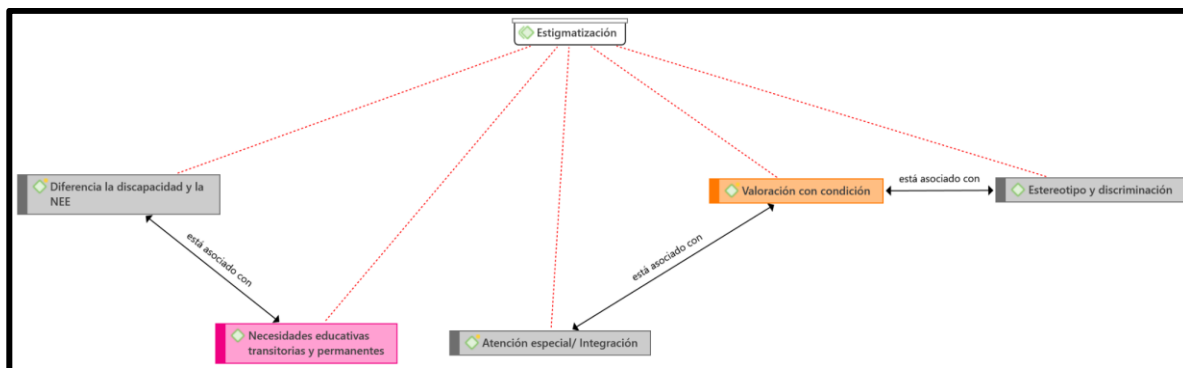 Estigmatización
Diferencia la discapacidad y la
NEE
Valoración con condición
está asociado con
Estereotipo y discriminación
está asociado con
está asociado con
Necesidades educativas
transitorias y permanentes
Atención especial/ Integración